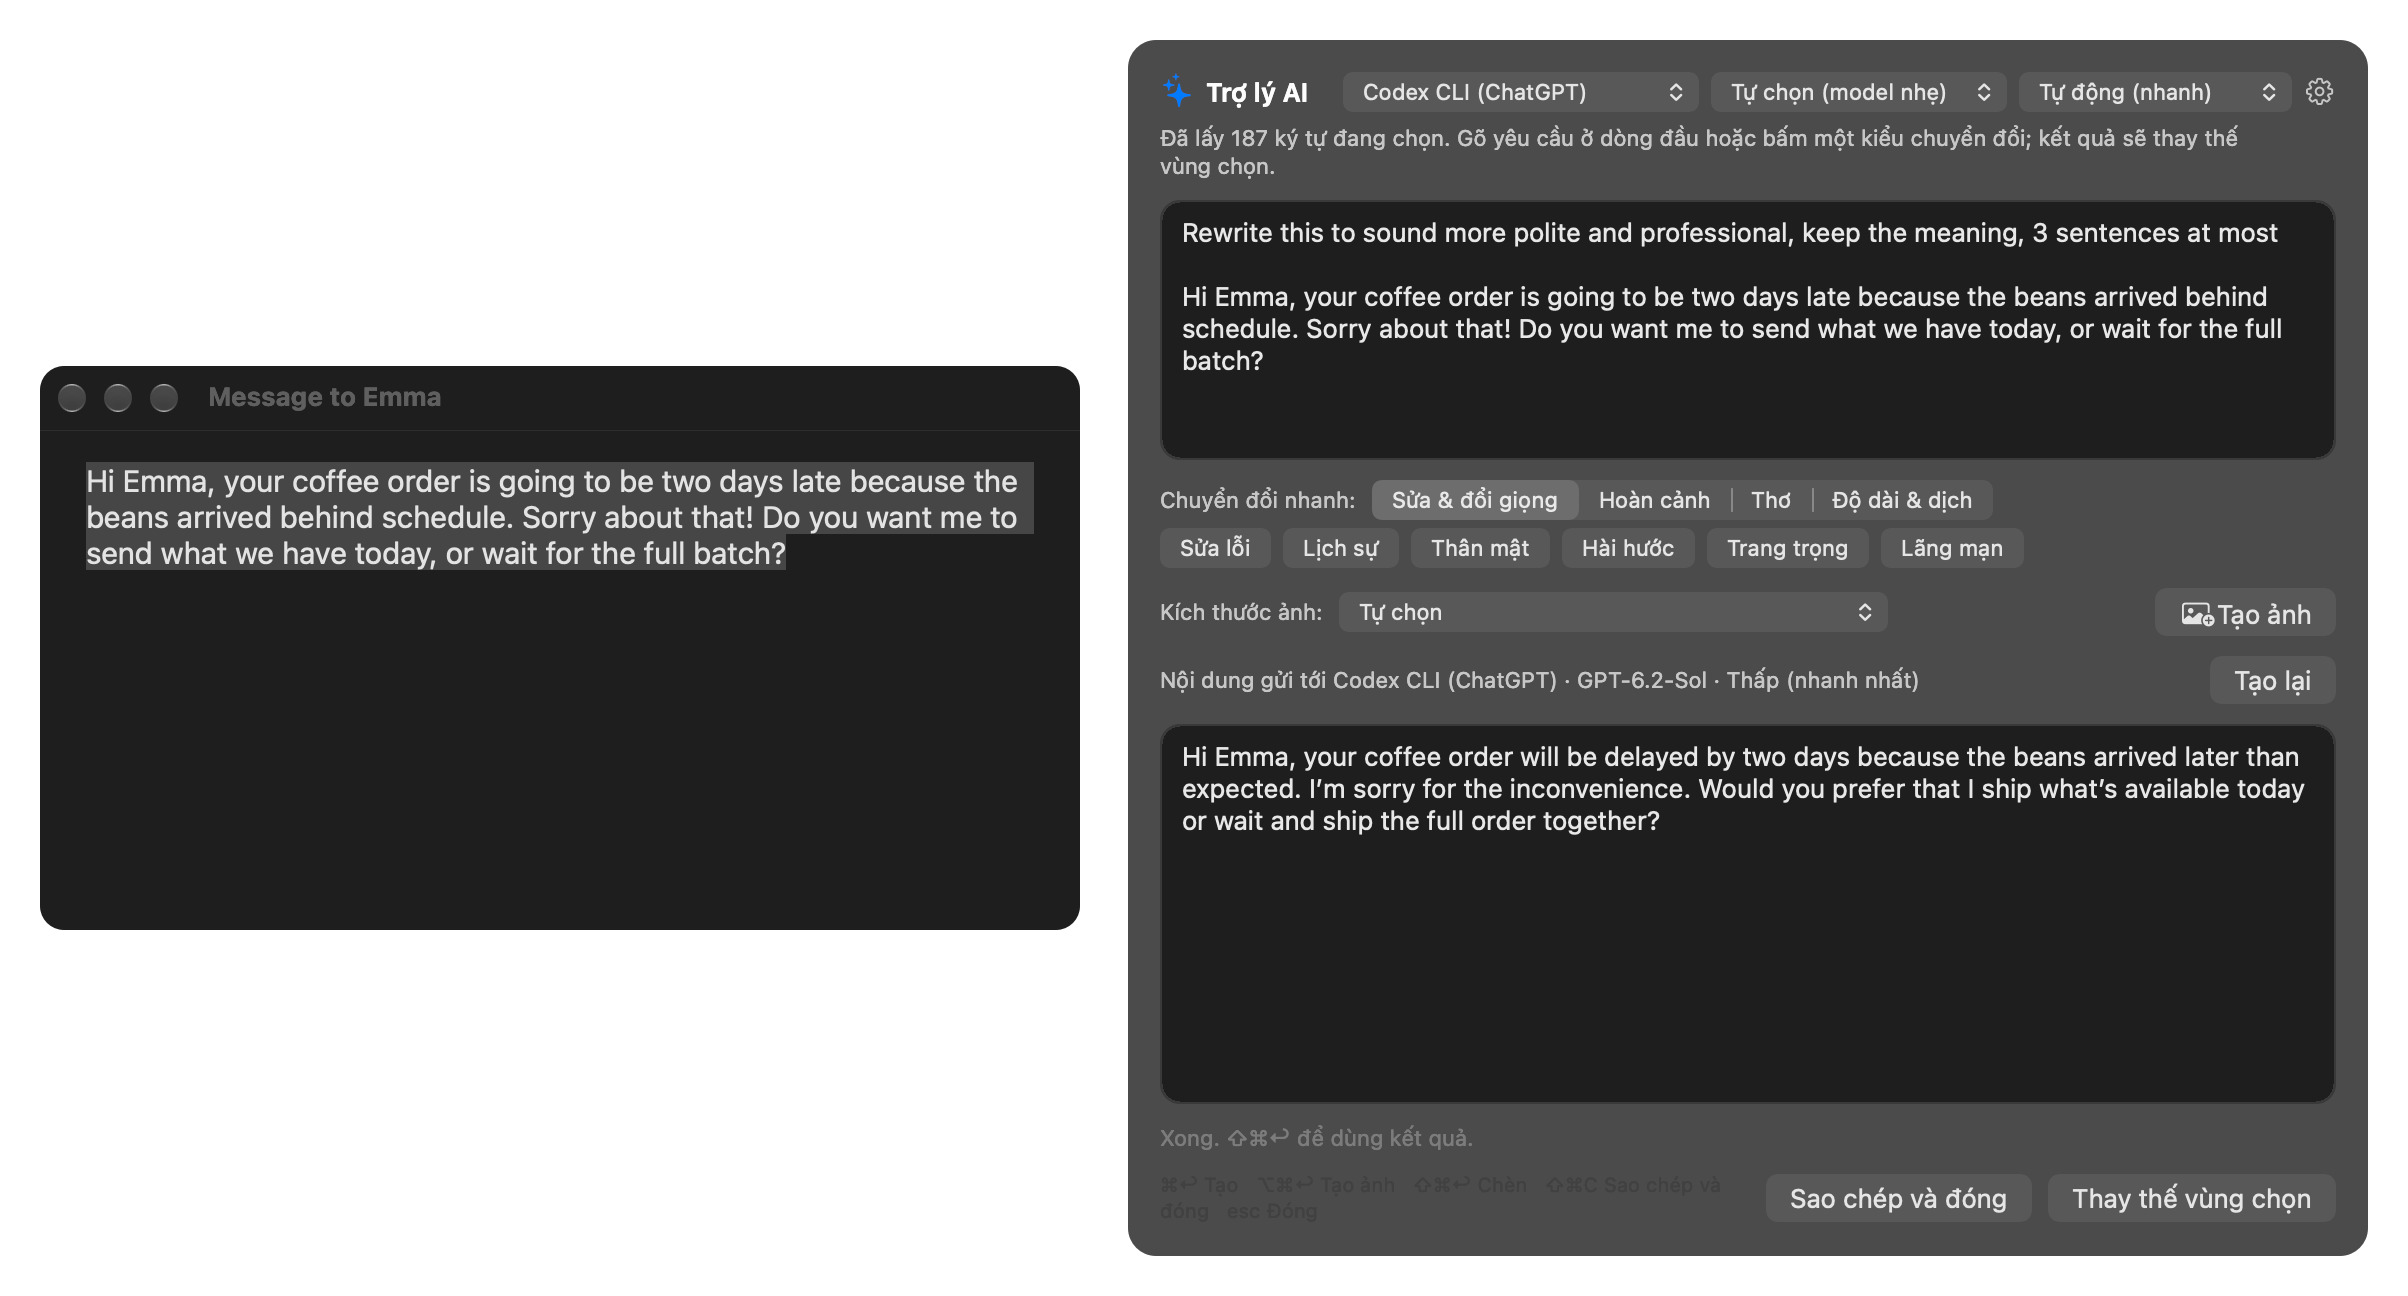 Message to Emma
Hi Emma, your coffee order is going to be two days late because the
beans arrived behind schedule. Sorry about that! Do you want me to
send what we have today, or wait for the full batch?
Trợ lý AI
Codex CLI (ChatGPT)
Tự chọn (model nhẹ)
Tự động (nhanh)
Đã lấy 187 ký tự đang chọn. Gõ yêu cầu ở dòng đầu hoặc bấm một kiểu chuyển đổi; kết quả sẽ thay thế
vùng chọn.
Rewrite this to sound more polite and professional, keep the meaning, 3 sentences at most
Hi Emma, your coffee order is going to be two days late because the beans arrived behind
schedule. Sorry about that! Do you want me to send what we have today, or wait for the full
batch?
Chuyển đổi nhanh:
Sửa & đổi giọng
Hoàn cảnh
Thơ
Độ dài & dịch
Sửa lỗi
Lịch sự
Thân mật
Hài hước
Trang trọng
Lãng mạn
Kích thước ảnh:
Tự chọn
Tạo ảnh
Nội dung gửi tới Codex CLI (ChatGPT) · GPT-6.2-Sol · Thấp (nhanh nhất)
Tạo lại
Hi Emma, your coffee order will be delayed by two days because the beans arrived later than
expected. I’m sorry for the inconvenience. Would you prefer that I ship what’s available today
or wait and ship the full order together?
Xong. ⇧⌘↩ để dùng kết quả.
⌘↩ Tạo ⌥⌘↩ Tạo ảnh ⇧⌘↩ Chèn ⇧⌘C Sao chép và
đóng esc Đóng
Sao chép và đóng
Thay thế vùng chọn